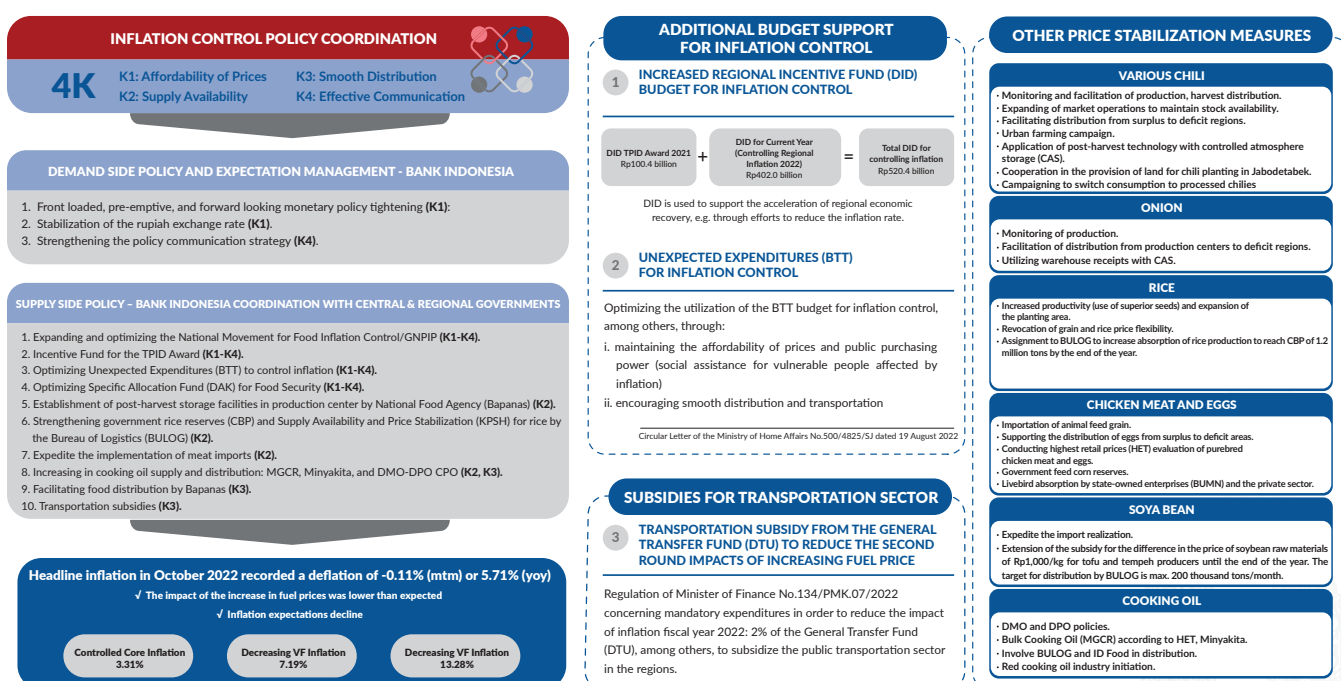 INFLATION CONTROL POLICY COORDINATION
4K
K1: Affordability of Prices
K2: Supply Availability
K3: Smooth Distribution
K4: Effective Communication
DEMAND SIDE POLICY AND EXPECTATION MANAGEMENT - BANK INDONESIA
1. Front loaded, pre-emptive, and forward looking monetary policy tightening (K1):
2. Stabilization of the rupiah exchange rate (K1).
3. Strengthening the policy communication strategy (K4).
SUPPLY SIDE POLICY – BANK INDONESIA COORDINATION WITH CENTRAL & REGIONAL GOVERNMENTS
1. Expanding and optimizing the National Movement for Food Inflation Control/GNPIP (K1-K4).
2. Incentive Fund for the TPID Award (K1-K4).
3. Optimizing Unexpected Expenditures (BTT) to control inflation (K1-K4).
4. Optimizing Specific Allocation Fund (DAK) for Food Security (K1-K4).
5. Establishment of post-harvest storage facilities in production center by National Food Agency (Bapanas) (K2).
6. Strengthening government rice reserves (CBP) and Supply Availability and Price Stabilization (KPSH) for rice by
the Bureau of Logistics (BULOG) (K2).
7. Expedite the implementation of meat imports (K2).
8. Increasing in cooking oil supply and distribution: MGCR, Minyakita, and DMO-DPO CPO (K2, K3).
9. Facilitating food distribution by Bapanas (K3).
10. Transportation subsidies (K3).
Headline inflation in October 2022 recorded a deflation of -0.11% (mtm) or 5.71% (yoy)
√ The impact of the increase in fuel prices was lower than expected
√ Inflation expectations decline
Controlled Core Inflation
3.31%
Decreasing VF Inflation
7.19%
Decreasing VF Inflation
13.28%
ADDITIONAL BUDGET SUPPORT
FOR INFLATION CONTROL
1
INCREASED REGIONAL INCENTIVE FUND (DID)
BUDGET FOR INFLATION CONTROL
DID TPID Award 2021
Rp100.4 billion
+
DID for Current Year
(Controlling Regional
Inflation 2022)
Rp402.0 billion
=
Total DID for
controlling inflation
Rp520.4 billion
DID is used to support the acceleration of regional economic
recovery, e.g. through efforts to reduce the inflation rate.
2
UNEXPECTED EXPENDITURES (BTT)
FOR INFLATION CONTROL
Optimizing the utilization of the BTT budget for inflation control,
among others, through:
i. maintaining the affordability of prices and public purchasing
power (social assistance for vulnerable people affected by
inflation)
ii. encouraging smooth distribution and transportation
Circular Letter of the Ministry of Home Affairs No.500/4825/SJ dated 19 August 2022
SUBSIDIES FOR TRANSPORTATION SECTOR
3
TRANSPORTATION SUBSIDY FROM THE GENERAL
TRANSFER FUND (DTU) TO REDUCE THE SECOND
ROUND IMPACTS OF INCREASING FUEL PRICE
Regulation of Minister of Finance No.134/PMK.07/2022
concerning mandatory expenditures in order to reduce the impact
of inflation fiscal year 2022: 2% of the General Transfer Fund
(DTU), among others, to subsidize the public transportation sector
in the regions.
OTHER PRICE STABILIZATION MEASURES
VARIOUS CHILI
· Monitoring and facilitation of production, harvest distribution.
· Expanding of market operations to maintain stock availability.
· Facilitating distribution from surplus to deficit regions.
· Urban farming campaign.
· Application of post-harvest technology with controlled atmosphere
storage (CAS).
· Cooperation in the provision of land for chili planting in Jabodetabek.
· Campaigning to switch consumption to processed chilies
ONION
· Monitoring of production.
· Facilitation of distribution from production centers to deficit regions.
· Utilizing warehouse receipts with CAS.
RICE
· Increased productivity (use of superior seeds) and expansion of
the planting area.
· Revocation of grain and rice price flexibility.
· Assignment to BULOG to increase absorption of rice production to reach CBP of 1.2
million tons by the end of the year.
CHICKEN MEAT AND EGGS
· Importation of animal feed grain.
· Supporting the distribution of eggs from surplus to deficit areas.
· Conducting highest retail prices (HET) evaluation of purebred
chicken meat and eggs.
· Government feed corn reserves.
· Livebird absorption by state-owned enterprises (BUMN) and the private sector.
SOYA BEAN
· Expedite the import realization.
· Extension of the subsidy for the difference in the price of soybean raw materials
of Rp1,000/kg for tofu and tempeh producers until the end of the year. The
target for distribution by BULOG is max. 200 thousand tons/month.
COOKING OIL
· DMO and DPO policies.
· Bulk Cooking Oil (MGCR) according to HET, Minyakita.
· Involve BULOG and ID Food in distribution.
· Red cooking oil industry initiation.